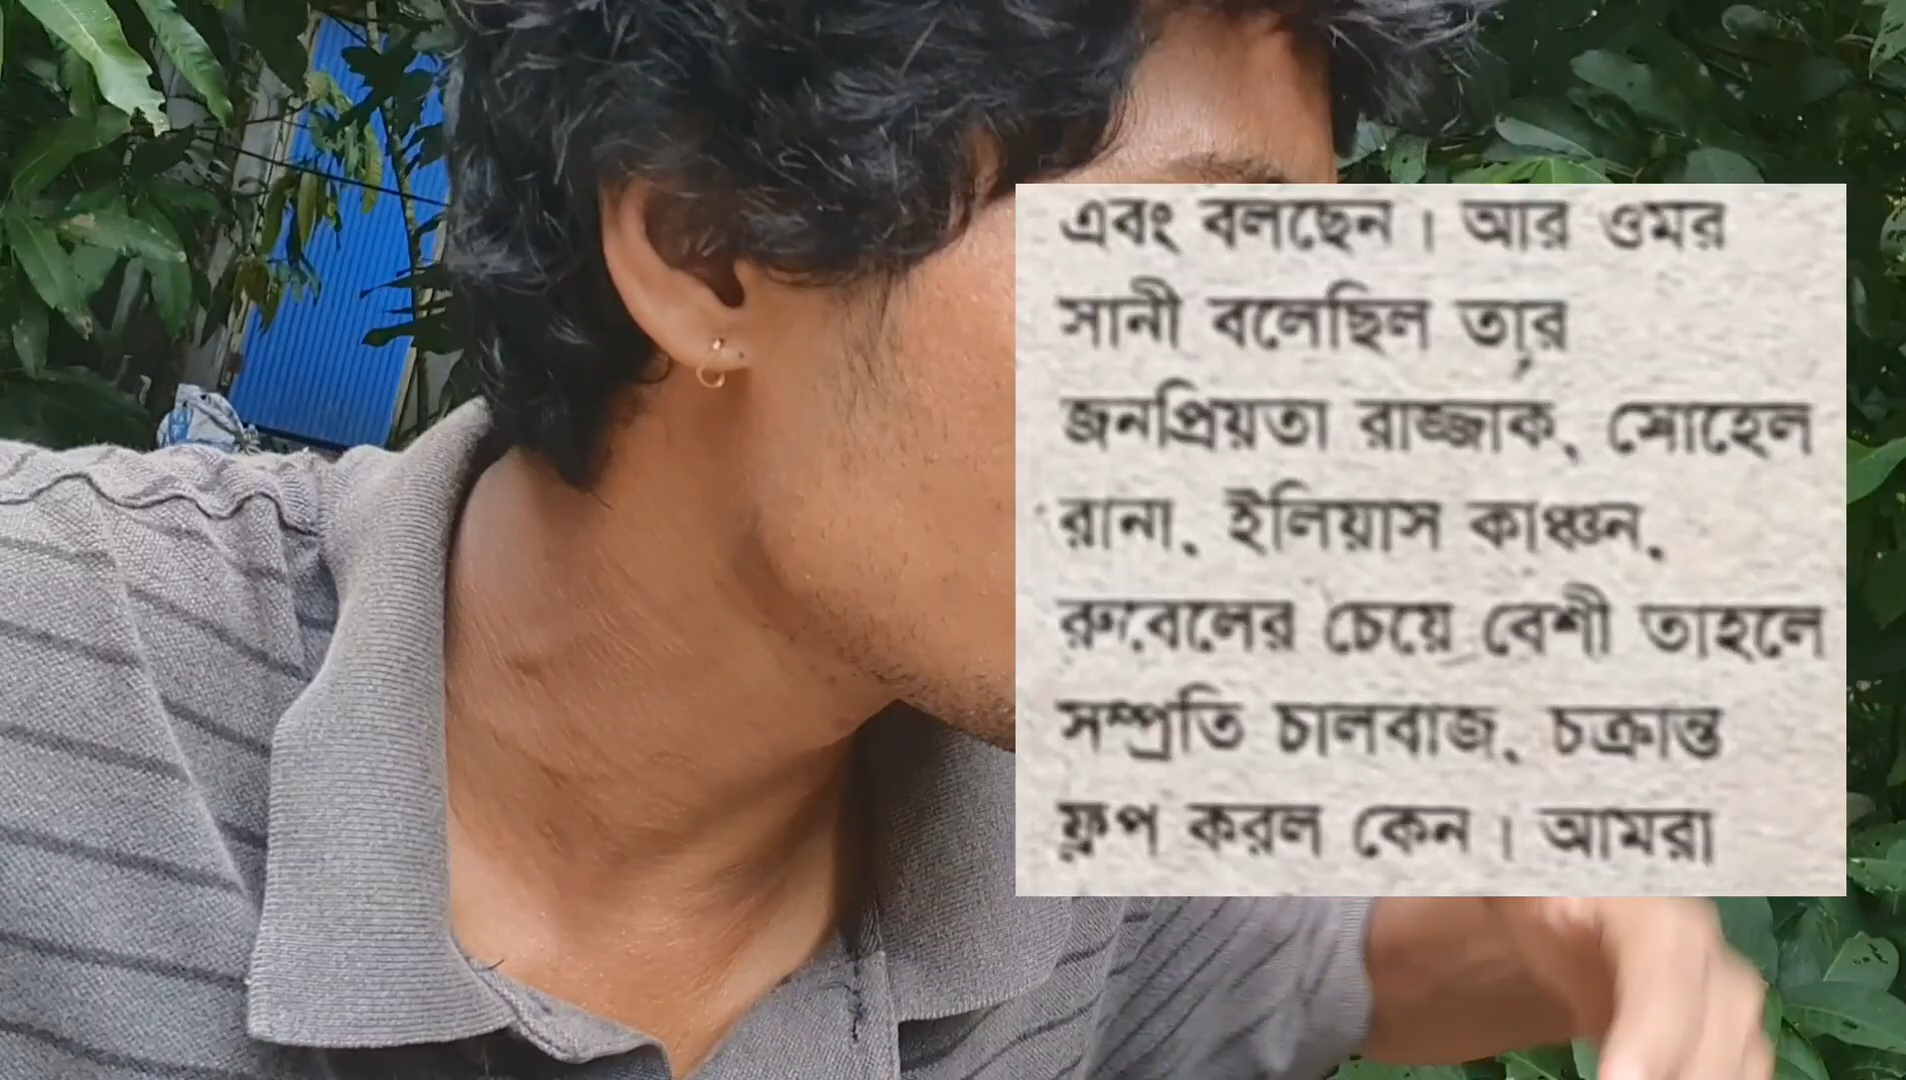 এবং বলছেন। আর ওমর
সানী বলেছিল তার
জনপ্রিয়তা রাজ্জাক, সোহেল
রানা, ইলিয়াস কাঞ্চন,
রুবেলের চেয়ে বেশী তাহলে
সম্প্রতি চালবাজ, চক্রান্ত
ফ্লপ করল কেন। আমরা